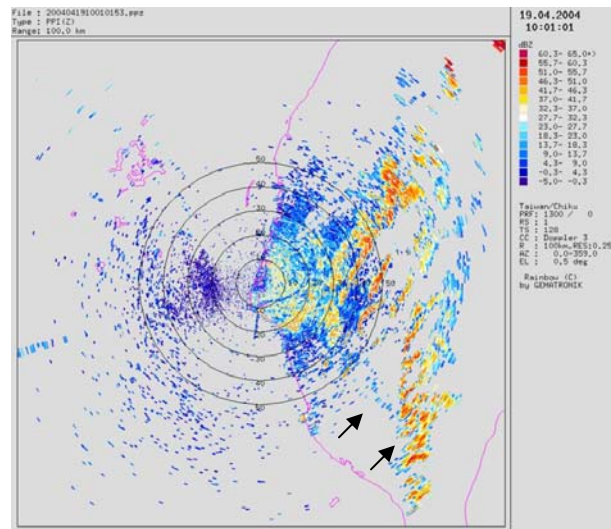 File : 2004041910010153.ppz
Type : PPI(Z)
Range: 100.0 km
19.04.2004
10:01:01
dBZ
60.3- 65.0+)
55.7- 60.3
51.0- 55.7
46.3- 51.0
41.7- 46.3
37.0- 41.7
32.3- 37.0
27.7- 32.3
23.0- 27.7
18.3- 23.0
13.7- 18.3
9.0- 13.7
4.3- 9.0
-0.3- 4.3
-5.0- -0.3
Taiwan/Chiku
PRF: 1300 / 0
RS : 1
TS : 128
CC : Doppler 3
R : 100km,RES:0.25
AZ : 0.0-359.0
EL : 0.5 deg
Rainbow (C)
by GEMATRONIK
50
40
30
50
30
40
50